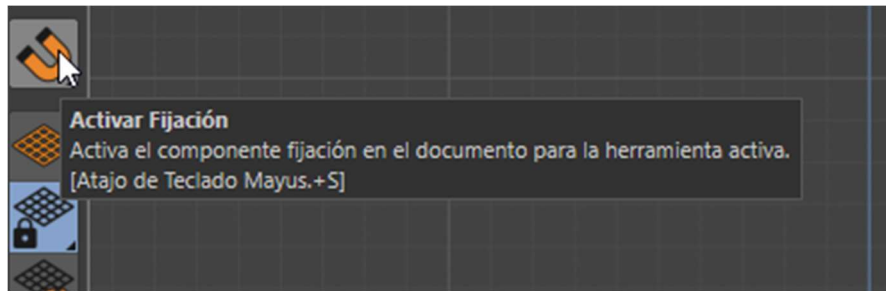 Activar Fijación
Activa el componente fijación en el documento para la herramienta activa.
[Atajo de Teclado Mayus.+S]